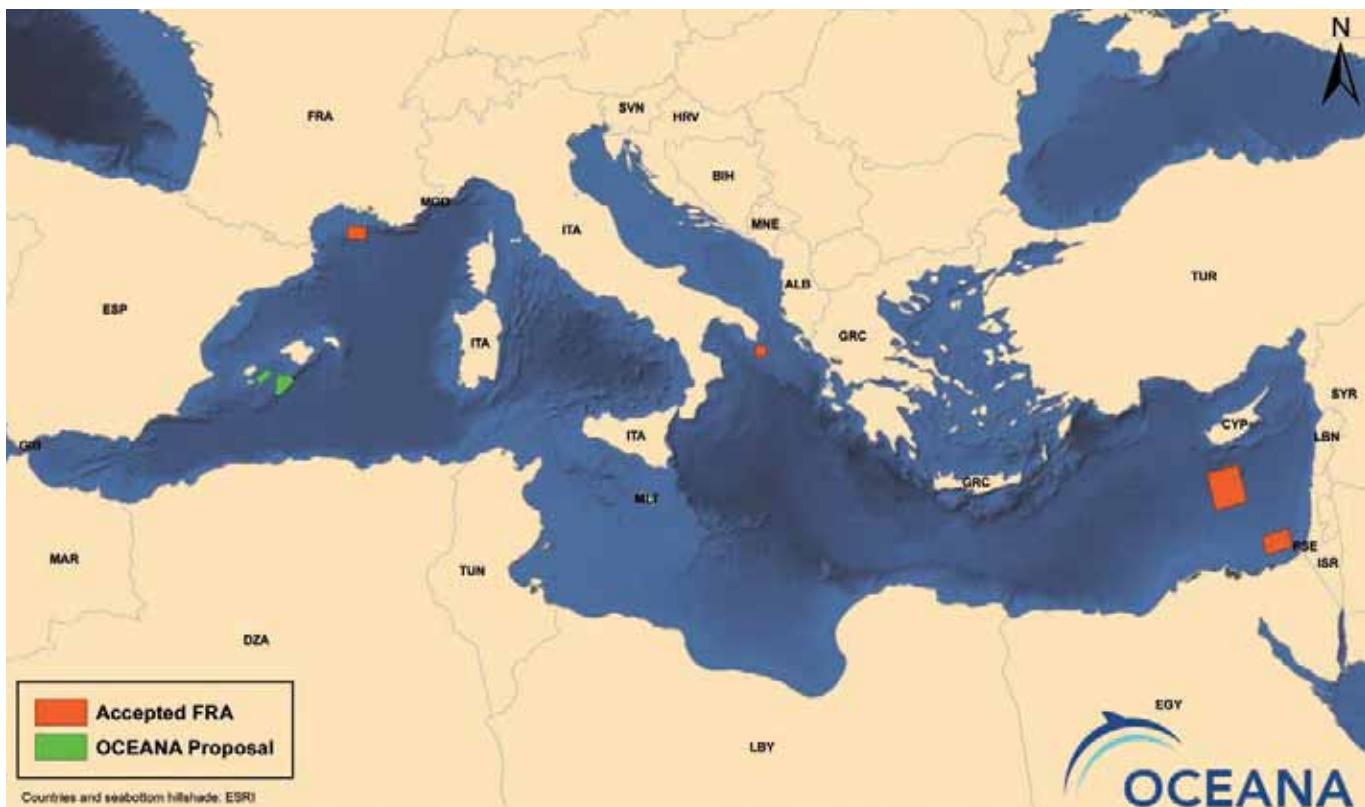 N
SVN
HRV
FRA
BIH
MCO
MNE
ITA
ALB
TUR
ESP
GRC
ITA
SYR
CYP
LBN
ITA
GIB
GRC
MLT
PSE
MAR
ISR
TUN
DZA
EGY
LBY
Accepted FRA
OCEANA Proposal
Countries and seabottom hillshade: ESRI
OCEANA